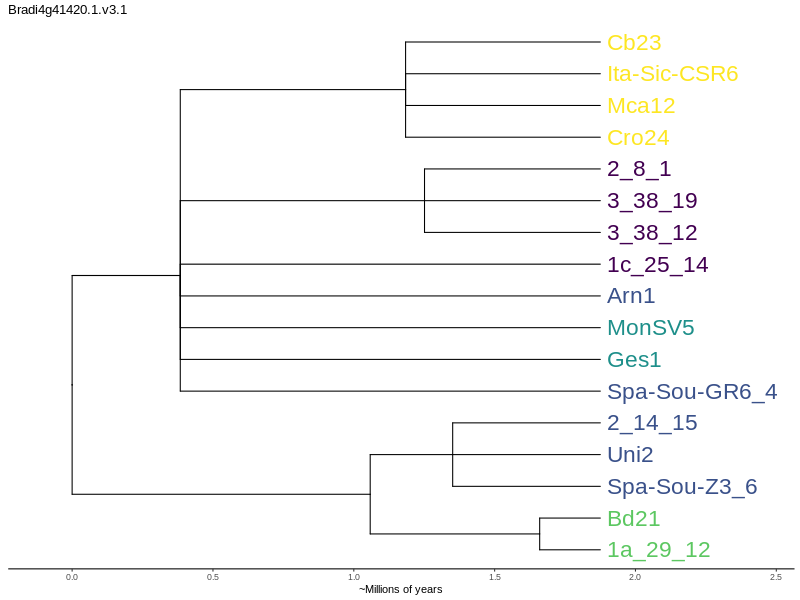 Bradi4g41420.1.v3.1
Cb23
Ita-Sic-CSR6
Mca12
Cro24
2_8_1
3_38_19
3_38_12
1c_25_14
Arn1
MonSV5
Ges1
Spa-Sou-GR6_4
2_14_15
Uni2
Spa-Sou-Z3_6
Bd21
1a_29_12
0.0 0.5 1.0 1.5 2.0 2.5
~Millions of years